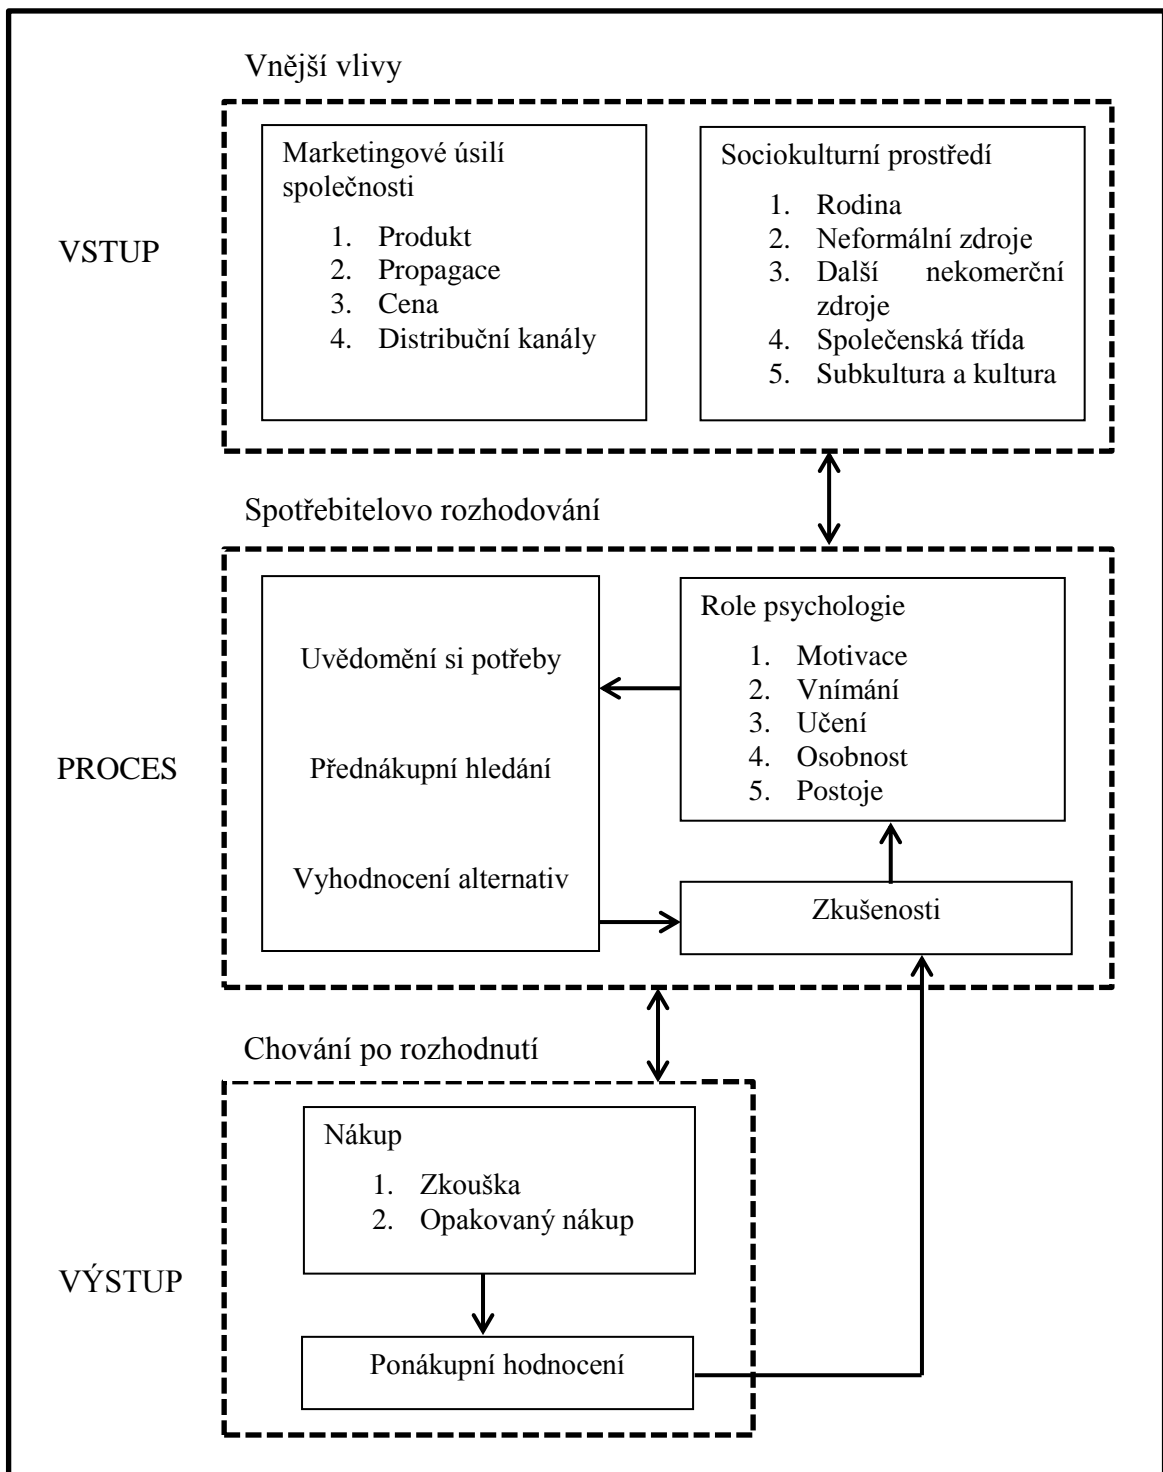 Vnější vlivy
VSTUP
Marketingové úsilí
společnosti
1. Produkt
2. Propagace
3. Cena
4. Distribuční kanály
Sociokulturní prostředí
1. Rodina
2. Neformální zdroje
3. Další nekomerční
zdroje
4. Společenská třída
5. Subkultura a kultura
Spotřebitelovo rozhodování
PROCES
Uvědomění si potřeby
Přednákupní hledání
Vyhodnocení alternativ
Role psychologie
1. Motivace
2. Vnímání
3. Učení
4. Osobnost
5. Postoje
Zkušenosti
Chování po rozhodnutí
VÝSTUP
Nákup
1. Zkouška
2. Opakovaný nákup
Ponákupní hodnocení